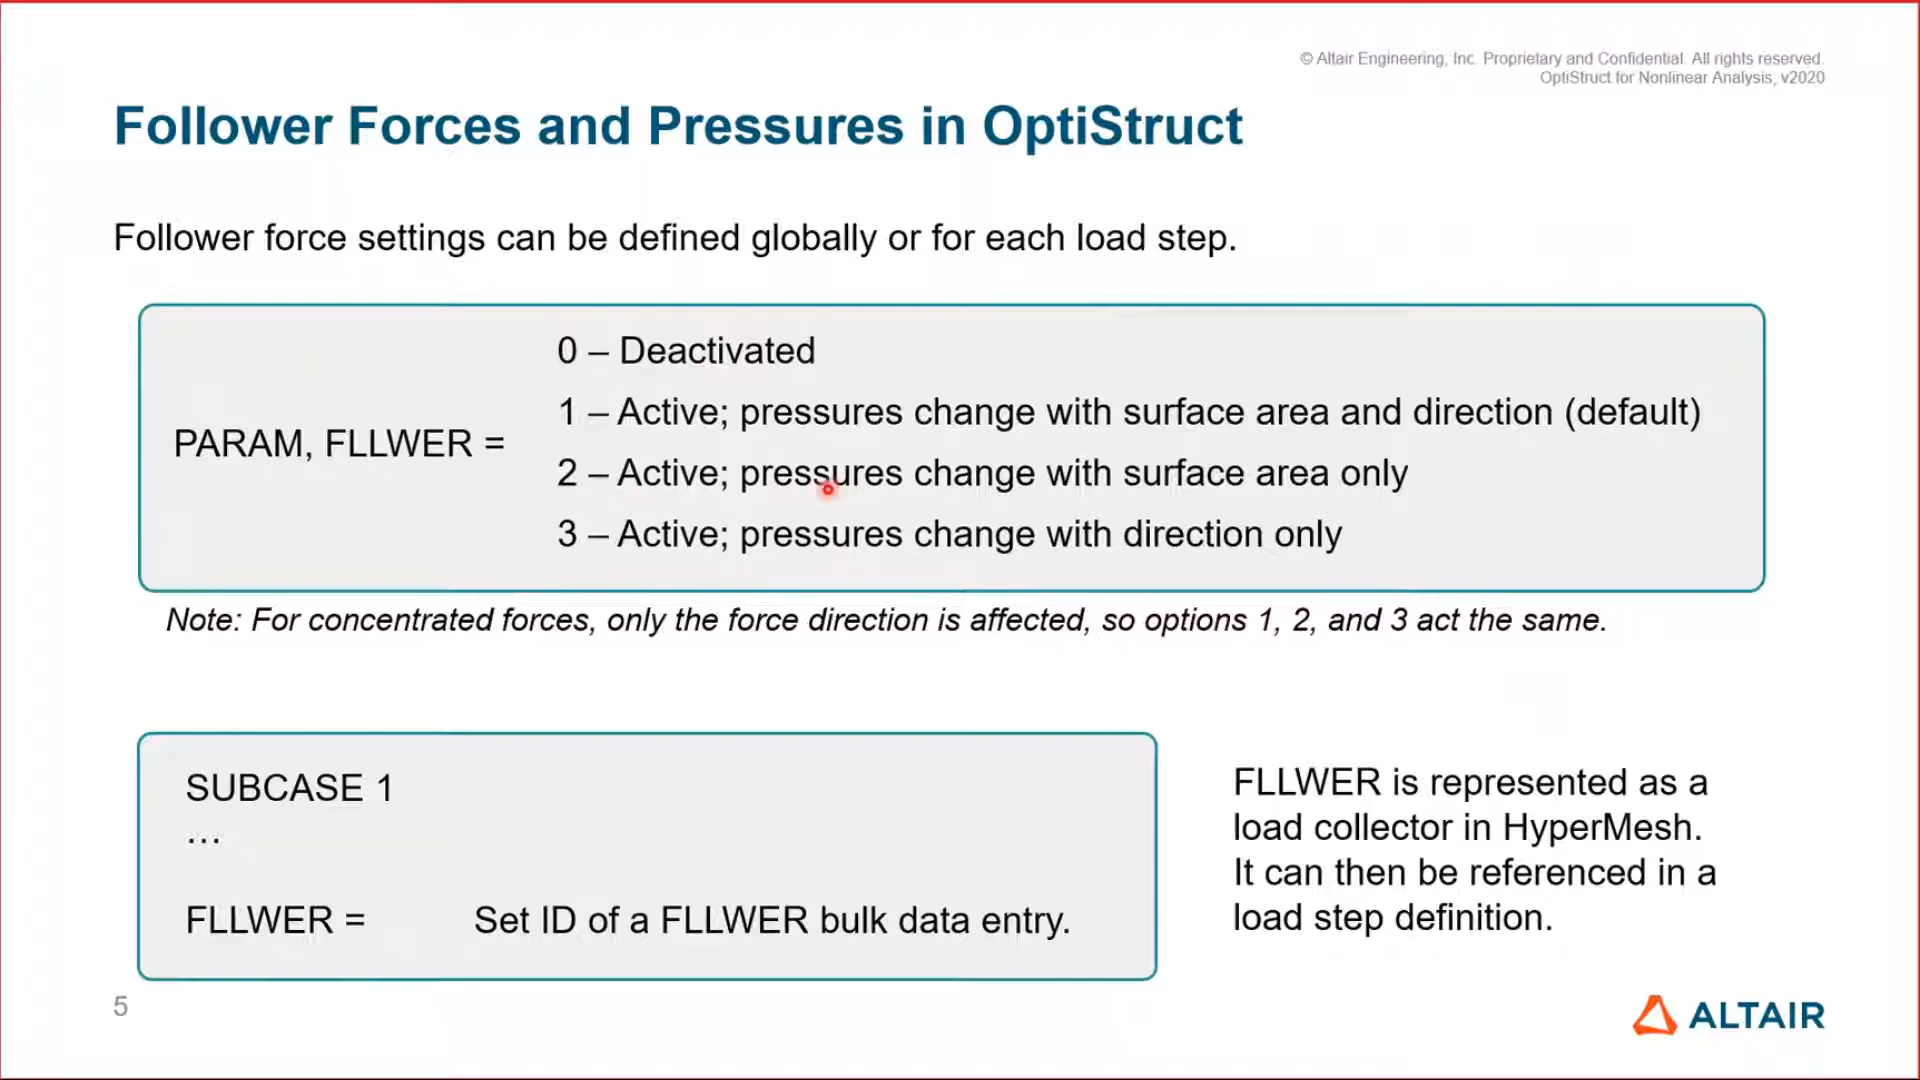 © Altair Engineering, Inc. Proprietary and Confidential. All rights reserved.
OptiStruct for Nonlinear Analysis, v2020
Follower Forces and Pressures in OptiStruct
Follower force settings can be defined globally or for each load step.
PARAM, FLLWER =
0 – Deactivated
1 – Active; pressures change with surface area and direction (default)
2 – Active; pressures change with surface area only
3 – Active; pressures change with direction only
Note: For concentrated forces, only the force direction is affected, so options 1, 2, and 3 act the same.
SUBCASE 1
…
FLLWER = Set ID of a FLLWER bulk data entry.
FLLWER is represented as a
load collector in HyperMesh.
It can then be referenced in a
load step definition.
5
ALTAIR